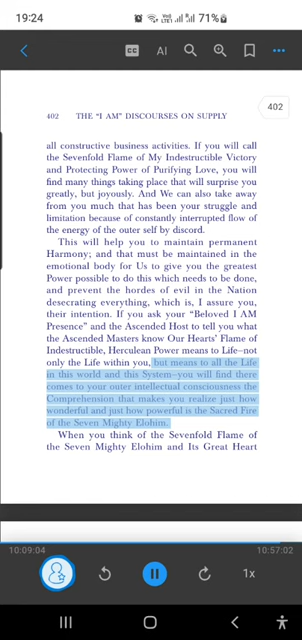 19:24
71%
CC
AI
402
402 THE "I AM" DISCOURSES ON SUPPLY
all constructive business activities. If you will call
the Sevenfold Flame of My Indestructible Victory
and Protecting Power of Purifying Love, you will
find many things taking place that will surprise you
greatly, but joyously. And We can also take away
from you much that has been your struggle and
limitation because of constantly interrupted flow of
the energy of the outer self by discord.
This will help you to maintain permanent
Harmony; and that must be maintained in the
emotional body for Us to give you the greatest
Power possible to do this which needs to be done,
and prevent the hordes of evil in the Nation
desecrating everything, which is, I assure you,
their intention. If you ask your "Beloved I AM
Presence" and the Ascended Host to tell you what
the Ascended Masters know Our Hearts' Flame of
Indestructible, Herculean Power means to Life–not
only the Life within you, but means to all the Life
in this world and this System–you will find there
comes to your outer intellectual consciousness the
Comprehension that makes you realize just how
wonderful and just how powerful is the Sacred Fire
of the Seven Mighty Elohim.
When you think of the Sevenfold Flame of
the Seven Mighty Elohim and Its Great Heart
10:09:04 10:57:02
1x